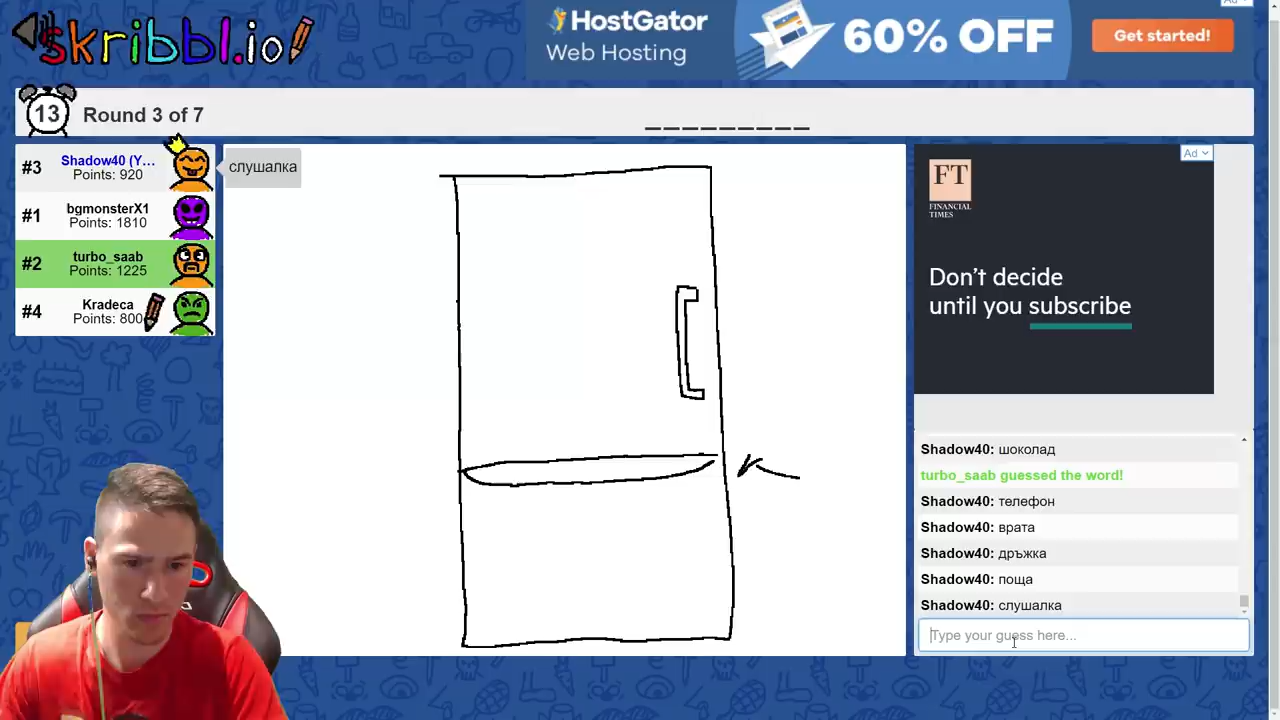 skribbl.io
HostGator
Web Hosting
60% OFF
Get started!
Ad
13
Round 3 of 7
_________
#3
Shadow40 (Y...
Points: 920
слушалка
#1
bgmonsterX1
Points: 1810
#2
turbo_saab
Points: 1225
#4
Kradeca
Points: 800
Ad
FT
FINANCIAL
TIMES
Don't decide
until you subscribe
Shadow40: шоколад
turbo_saab guessed the word!
Shadow40: телефон
Shadow40: врата
Shadow40: дръжка
Shadow40: поща
Shadow40: слушалка
Type your guess here...